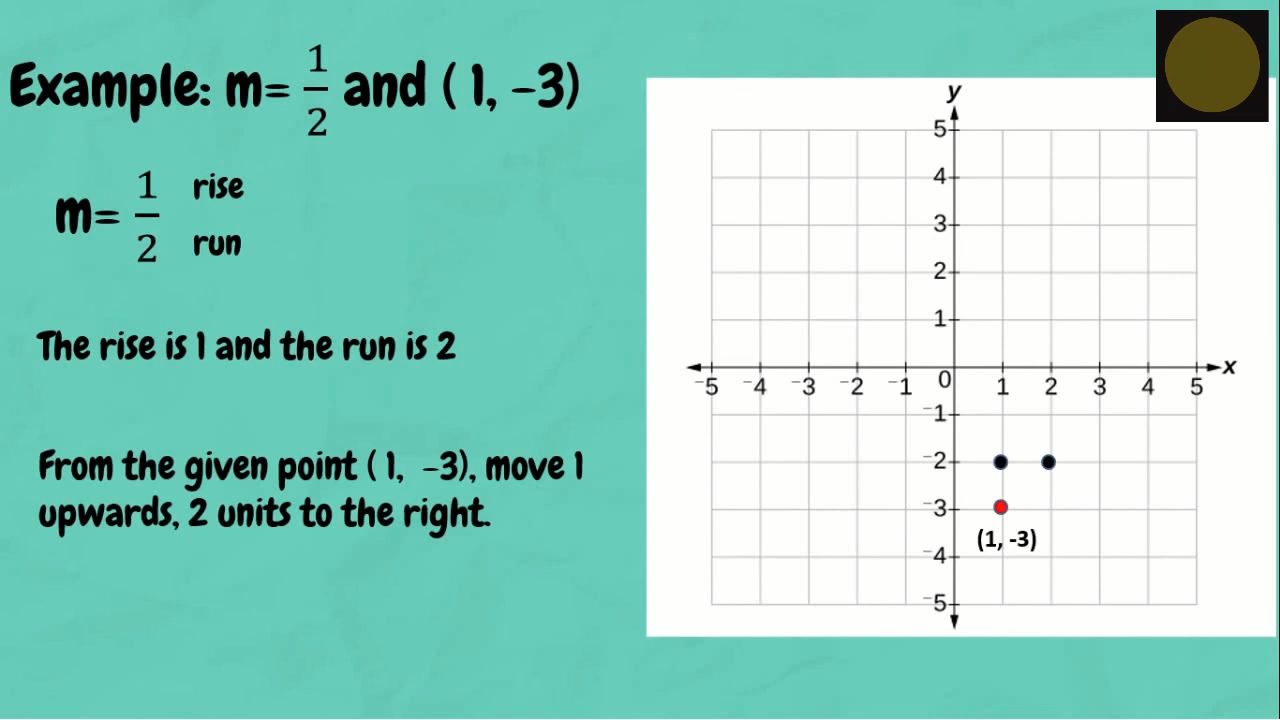 Example: m= 1/2 and ( 1, -3)
m= 1/2 rise
run
The rise is 1 and the run is 2
From the given point ( 1, -3), move 1
upwards, 2 units to the right.
y
5
4
3
2
1
-5 -4 -3 -2 -1 0 1 2 3 4 5 x
-1
-2
-3
(1, -3)
-4
-5